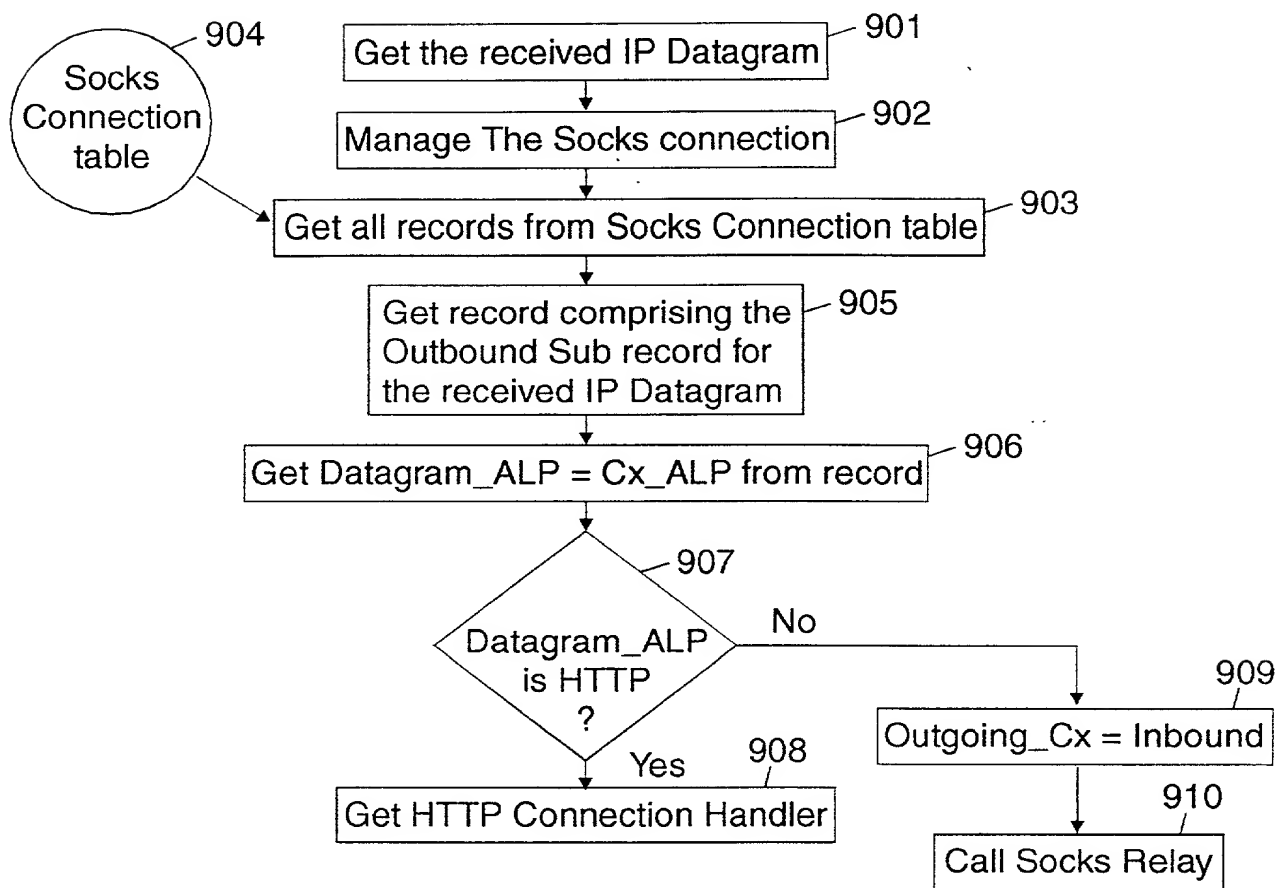 904
Socks
Connection
table
Get the received IP Datagram
901
Manage The Socks connection
902
Get all records from Socks Connection table
903
Get record comprising the
Outbound Sub record for
the received IP Datagram
905
Get Datagram_ALP = Cx_ALP from record
906
907
Datagram_ALP
is HTTP
?
No
Yes
908
Get HTTP Connection Handler
909
Outgoing_Cx = Inbound
910
Call Socks Relay